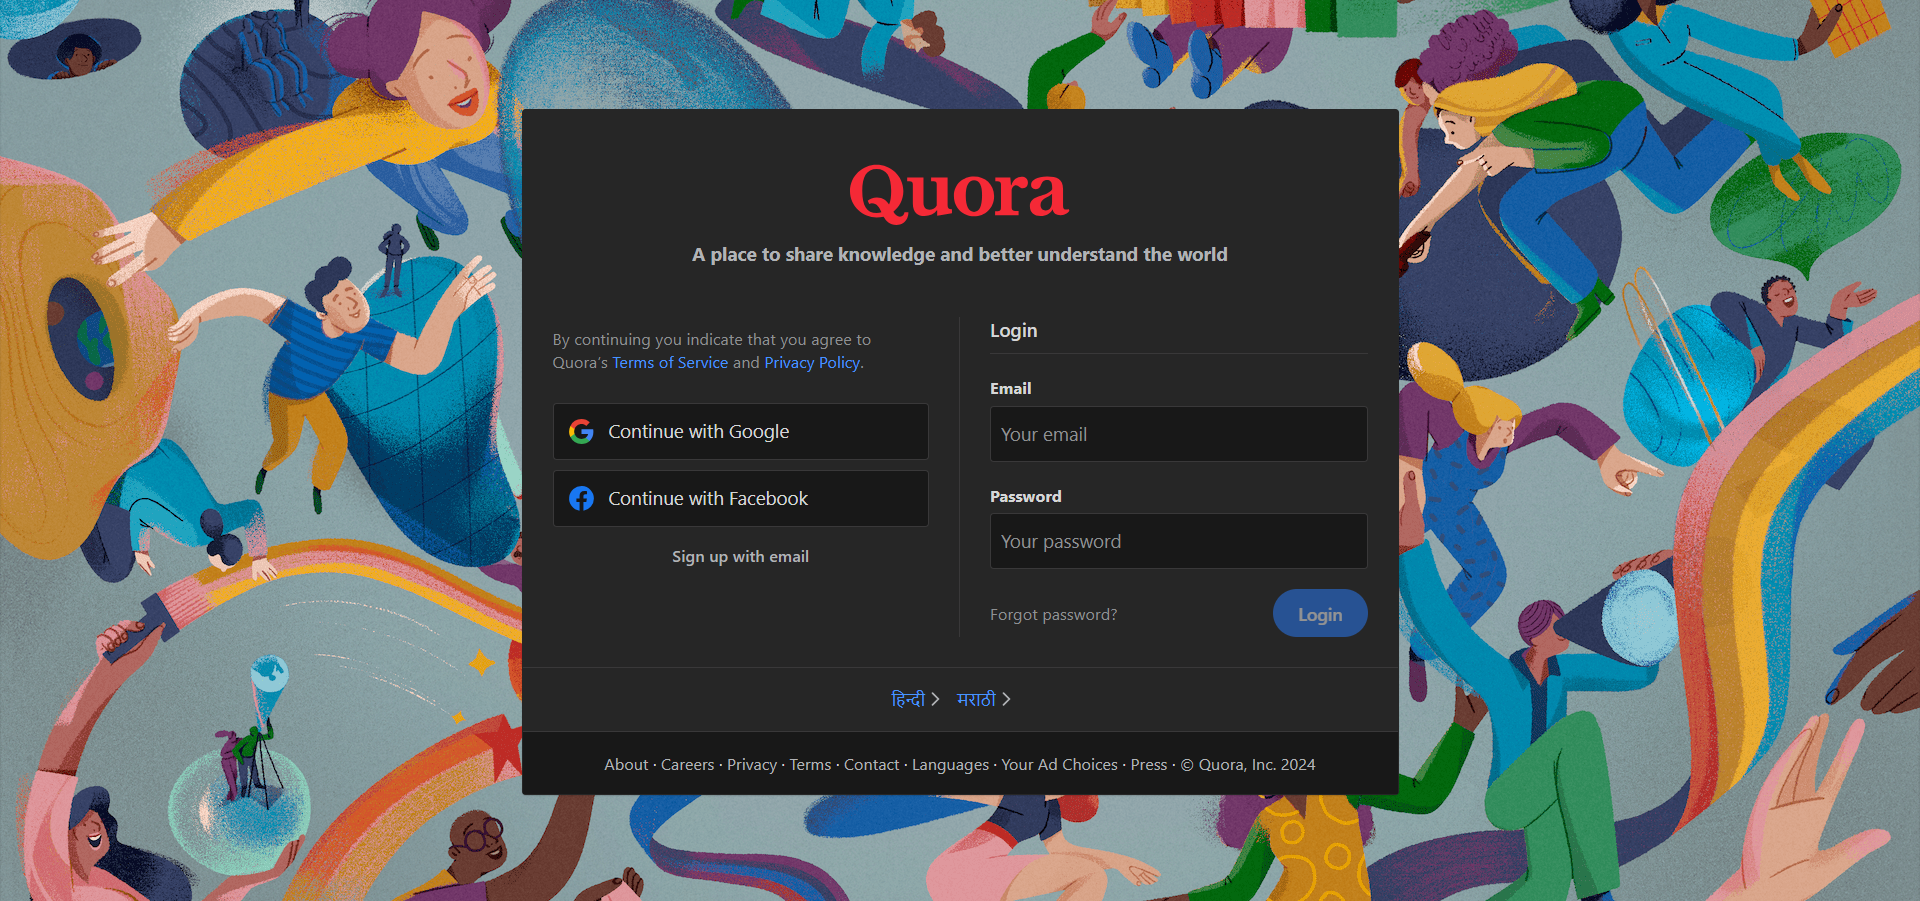 Quora
A place to share knowledge and better understand the world
By continuing you indicate that you agree to
Quora's Terms of Service and Privacy Policy.
Continue with Google
Continue with Facebook
Sign up with email
Login
Email
Your email
Password
Your password
Forgot password?
Login
हिन्दी
मराठी
About · Careers · Privacy · Terms · Contact · Languages · Your Ad Choices · Press · © Quora, Inc. 2024